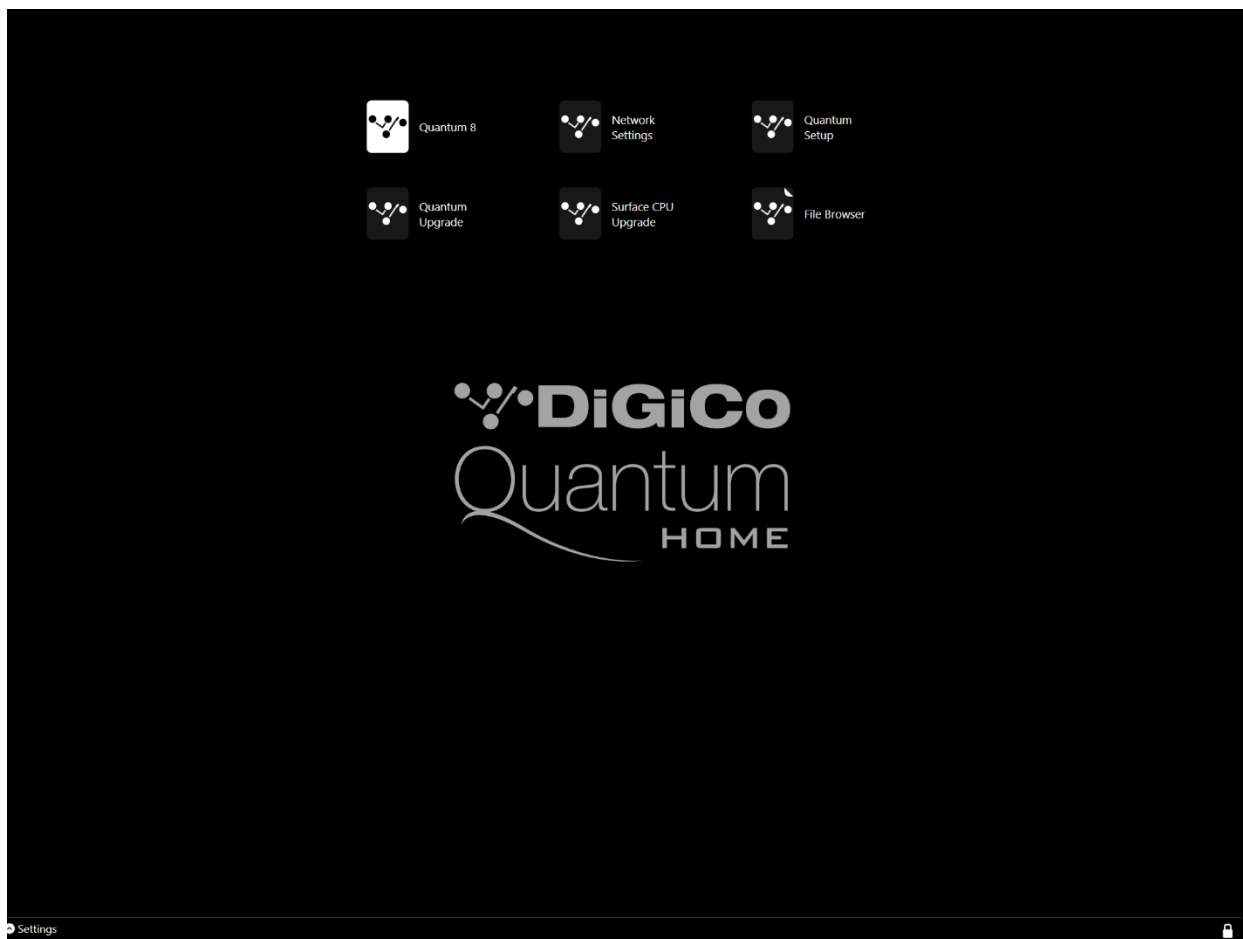 Quantum 8
Network
Settings
Quantum
Setup
Quantum
Upgrade
Surface CPU
Upgrade
File Browser
DiGiCo
Quantum
HOME
Settings